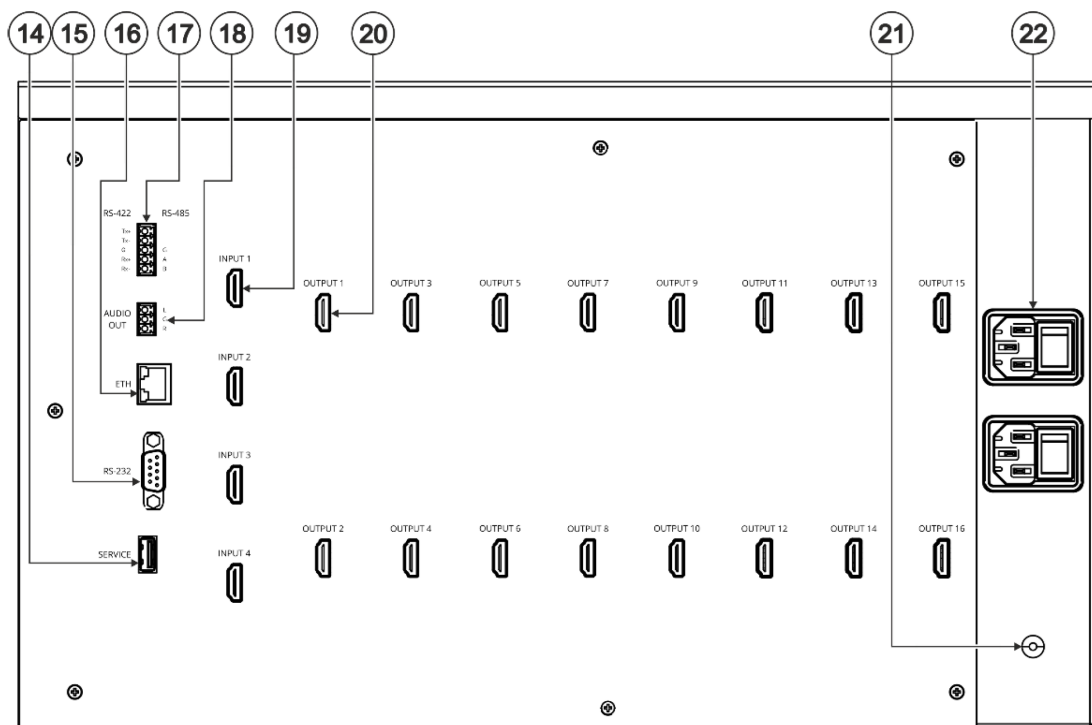 14 15 16 17 18 19 20 21 22
RS-422 RS-485
Tx+
Tx-
G G
Rx+ A
Rx- B
INPUT 1
OUTPUT 1 OUTPUT 3 OUTPUT 5 OUTPUT 7 OUTPUT 9 OUTPUT 11 OUTPUT 13 OUTPUT 15
AUDIO
OUT
L
G
R
INPUT 2
ETH
INPUT 3
RS-232
OUTPUT 2 OUTPUT 4 OUTPUT 6 OUTPUT 8 OUTPUT 10 OUTPUT 12 OUTPUT 14 OUTPUT 16
SERVICE
INPUT 4